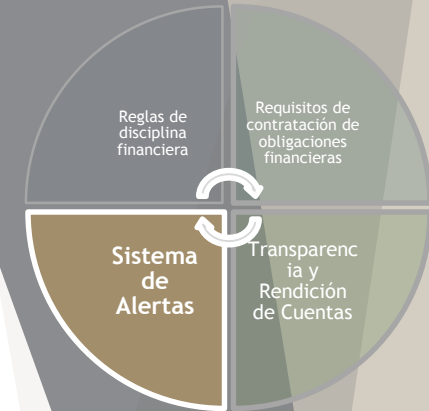 Reglas de
disciplina
financiera
Requisitos de
contratación de
obligaciones
financieras
Sistema
de
Alertas
Transparenc
ia y
Rendición
de Cuentas